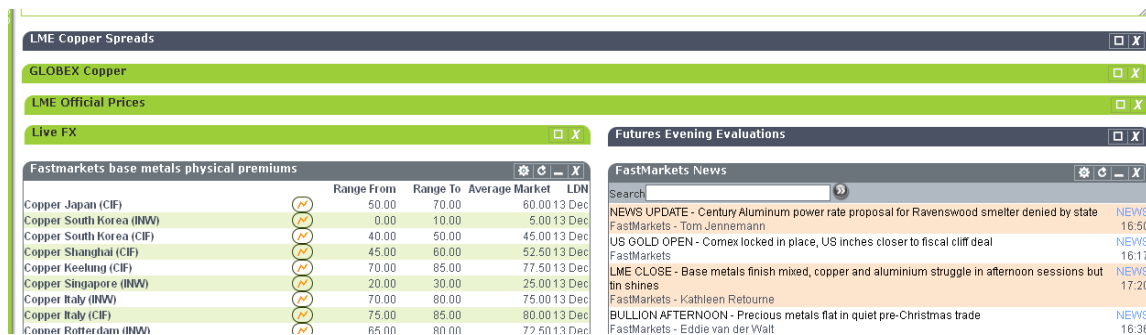 LME Copper Spreads
GLOBEX Copper
LME Official Prices
Live FX
Futures Evening Evaluations
Fastmarkets base metals physical premiums
Range From Range To Average Market LDN
Copper Japan (CIF) 50.00 70.00 60.00 13 Dec
Copper South Korea (INW) 0.00 10.00 5.00 13 Dec
Copper South Korea (CIF) 40.00 50.00 45.00 13 Dec
Copper Shanghai (CIF) 45.00 60.00 52.50 13 Dec
Copper Keelung (CIF) 70.00 85.00 77.50 13 Dec
Copper Singapore (INW) 20.00 30.00 25.00 13 Dec
Copper Italy (INW) 70.00 80.00 75.00 13 Dec
Copper Italy (CIF) 75.00 85.00 80.00 13 Dec
Copper Rotterdam (INW) 65.00 80.00 72.50 13 Dec
FastMarkets News
Search
NEWS UPDATE - Century Aluminum power rate proposal for Ravenswood smelter denied by state NEWS
FastMarkets - Tom Jennemann 16:50
US GOLD OPEN - Comex locked in place, US inches closer to fiscal cliff deal NEWS
FastMarkets 16:17
LME CLOSE - Base metals finish mixed, copper and aluminium struggle in afternoon sessions but NEWS
tin shines 17:20
FastMarkets - Kathleen Retourne
BULLION AFTERNOON - Precious metals flat in quiet pre-Christmas trade NEWS
FastMarkets - Eddie van der Walt 16:36